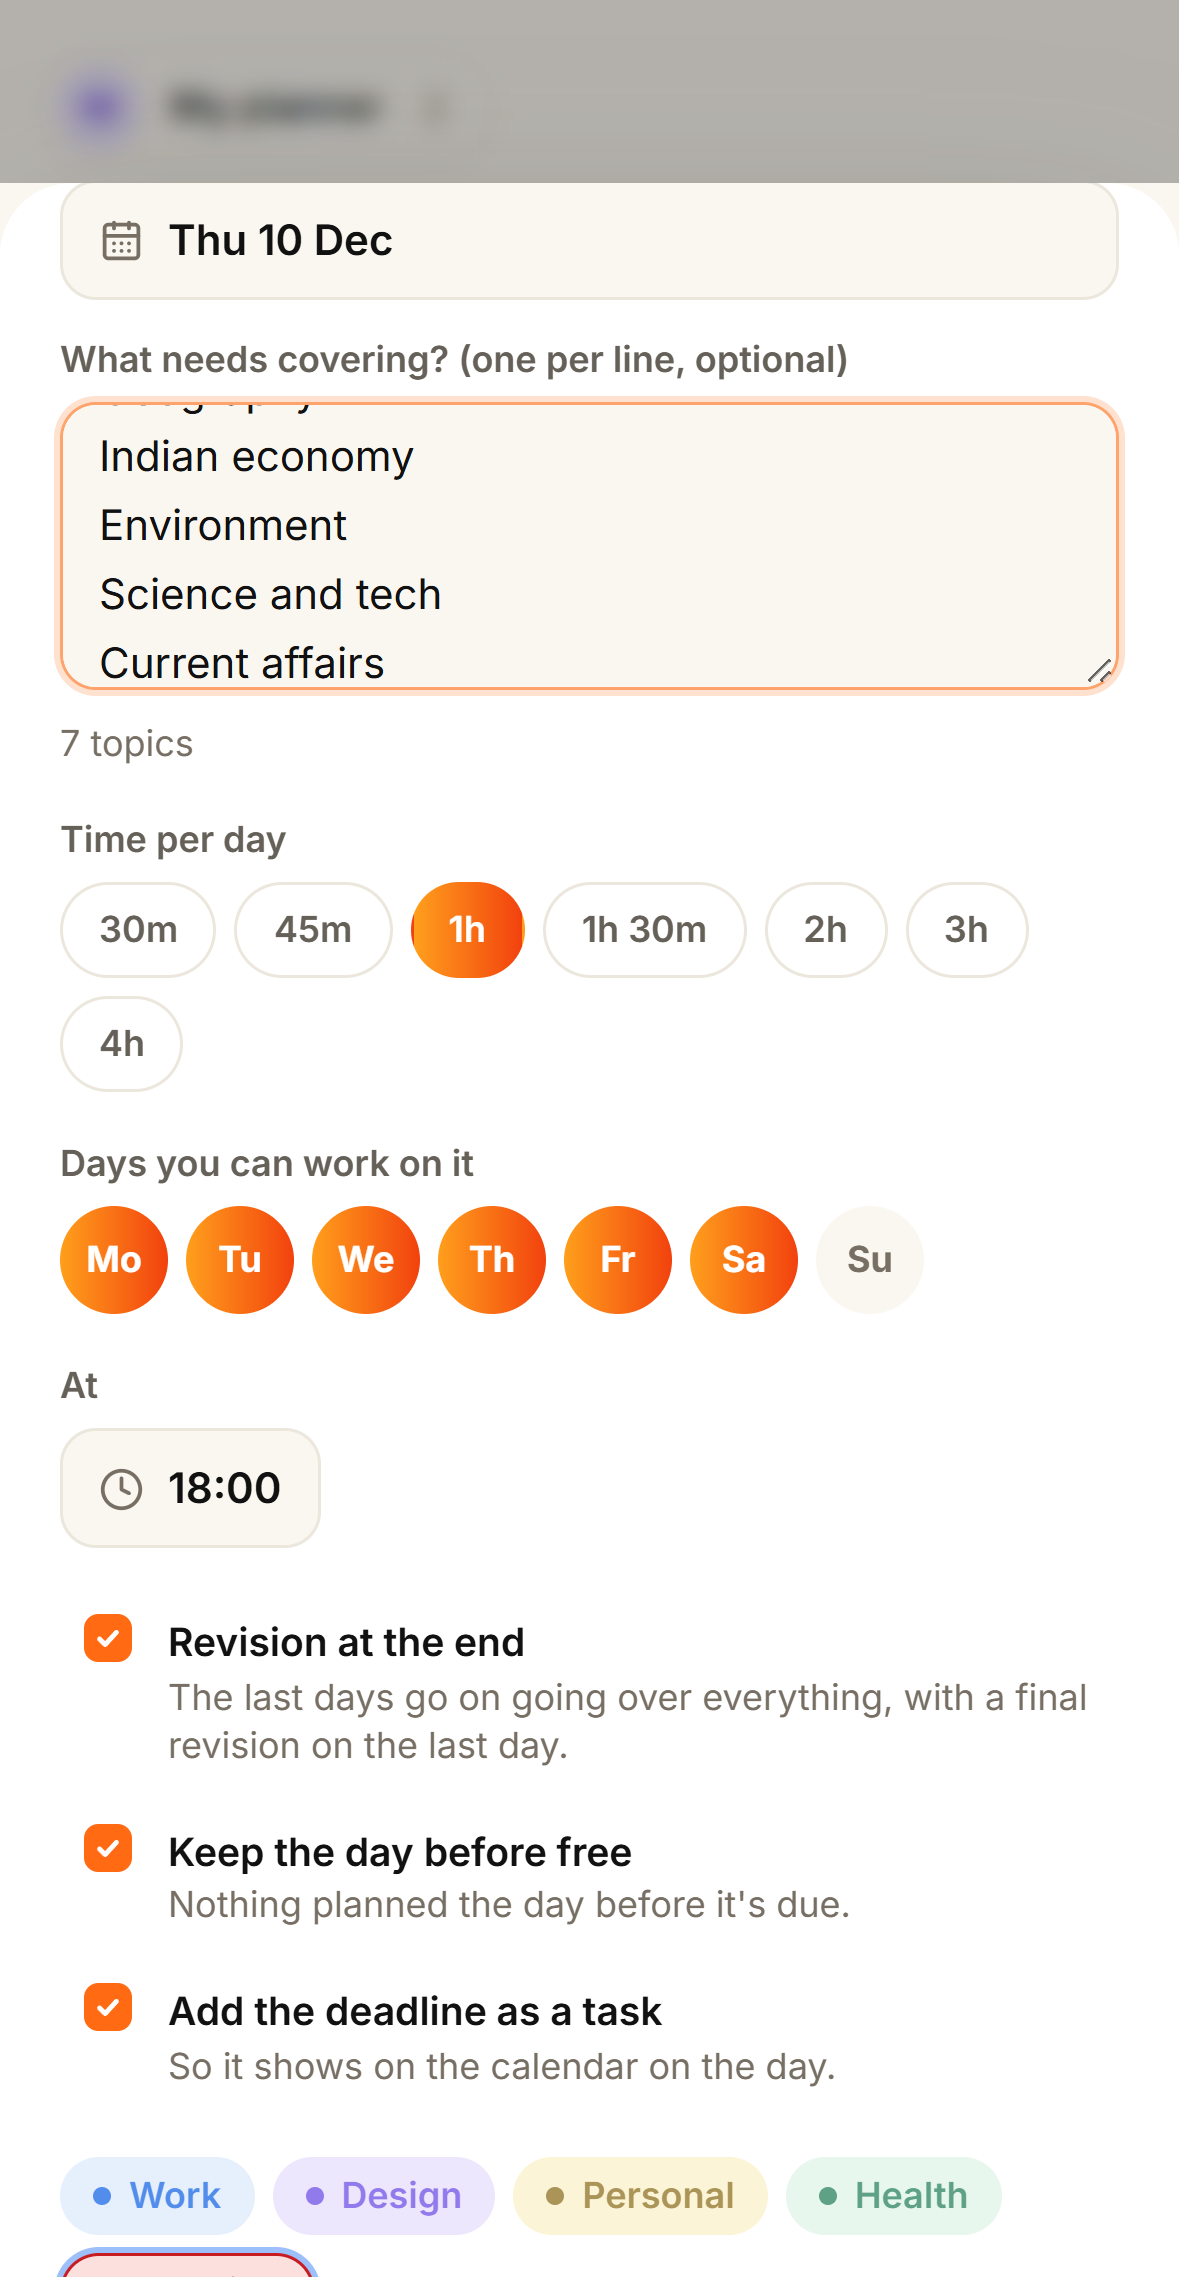 My planner
Thu 10 Dec
What needs covering? (one per line, optional)
Indian economy
Environment
Science and tech
Current affairs
7 topics
Time per day
30m 45m 1h 1h 30m 2h 3h
4h
Days you can work on it
Mo Tu We Th Fr Sa Su
At
18:00
Revision at the end
The last days go on going over everything, with a final
revision on the last day.
Keep the day before free
Nothing planned the day before it's due.
Add the deadline as a task
So it shows on the calendar on the day.
Work Design Personal Health